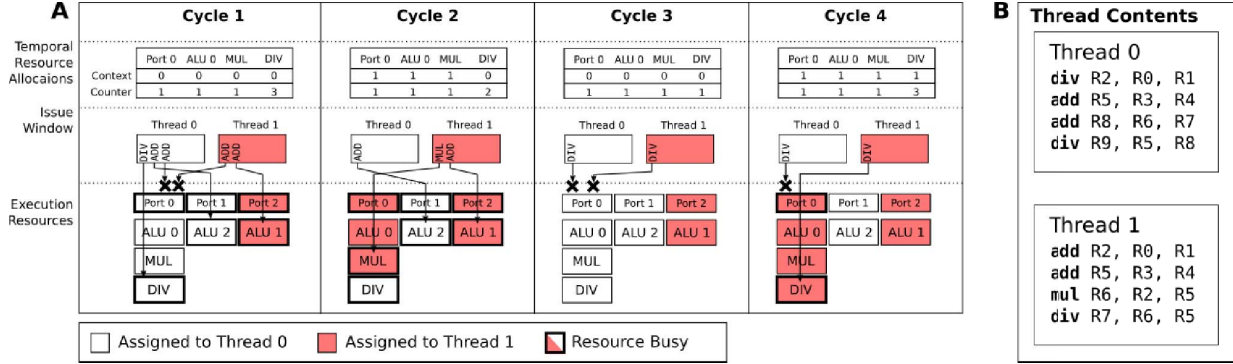 A
Cycle 1 Cycle 2 Cycle 3 Cycle 4
Temporal
Resource
Allocaions
Port 0 ALU 0 MUL DIV Port 0 ALU 0 MUL DIV Port 0 ALU 0 MUL DIV Port 0 ALU 0 MUL DIV
Context 0 0 0 0 1 1 1 0 0 0 0 0 1 1 1 1
Counter 1 1 1 3 1 1 1 2 1 1 1 1 1 1 1 3
Issue
Window
Thread 0 Thread 1 Thread 0 Thread 1 Thread 0 Thread 1 Thread 0 Thread 1
DIV ADD ADD ADD ADD ADD MUL ADD DIV DIV DIV DIV
Execution
Resources
Port 0 Port 1 Port 2 Port 0 Port 1 Port 2 Port 0 Port 1 Port 2 Port 0 Port 1 Port 2
ALU 0 ALU 2 ALU 1 ALU 0 ALU 2 ALU 1 ALU 0 ALU 2 ALU 1 ALU 0 ALU 2 ALU 1
MUL MUL MUL MUL
DIV DIV DIV DIV
Assigned to Thread 0 Assigned to Thread 1 Resource Busy
B
Thread Contents
Thread 0
div R2, R0, R1
add R5, R3, R4
add R8, R6, R7
div R9, R5, R8
Thread 1
add R2, R0, R1
add R5, R3, R4
mul R6, R2, R5
div R7, R6, R5